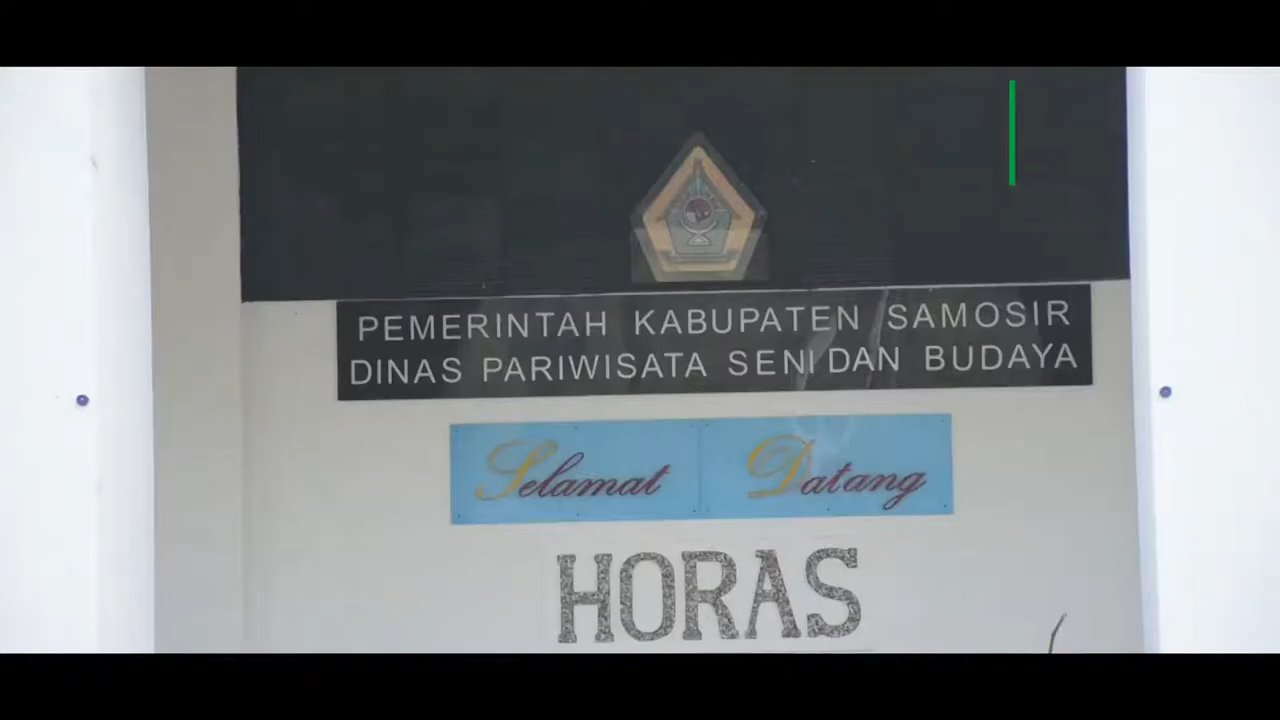 PEMERINTAH KABUPATEN SAMOSIR
DINAS PARIWISATA SENI DAN BUDAYA
Selamat Datang
HORAS